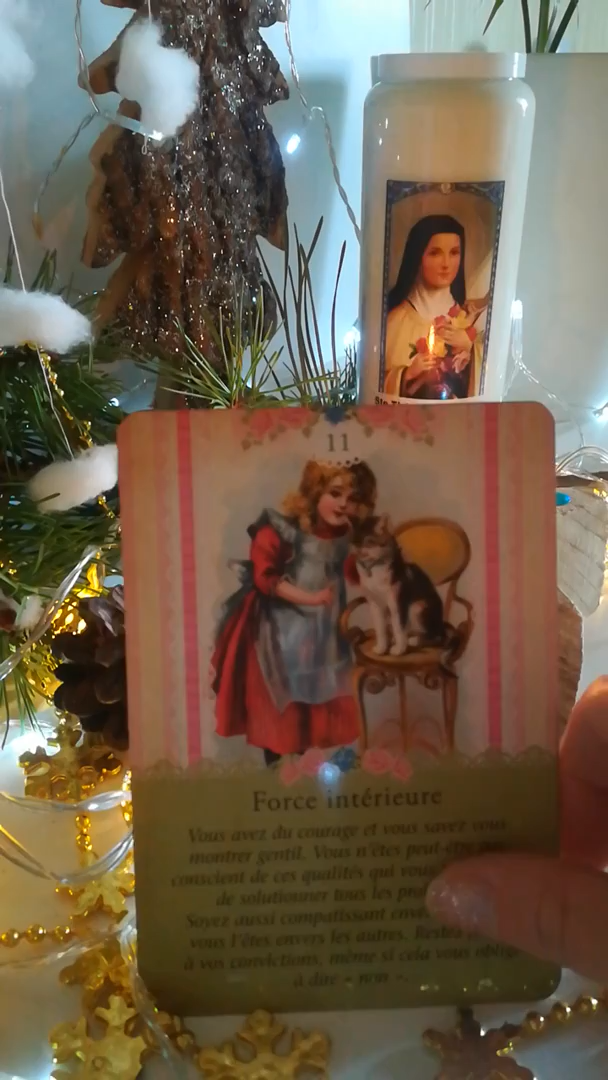 Ste
11
Force intérieure
Vous avez du courage et vous savez vous
montrer gentil. Vous n'êtes peut-être pas
conscient de ces qualités qui vous
de solutionner tous les
Soyez aussi compatissant
vous l'êtes envers les autres. Restez
à vos convictions, même si cela vous oblige
à dire « non ».